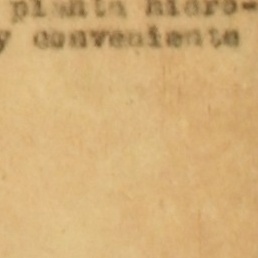 planta hidro-
y conveniente